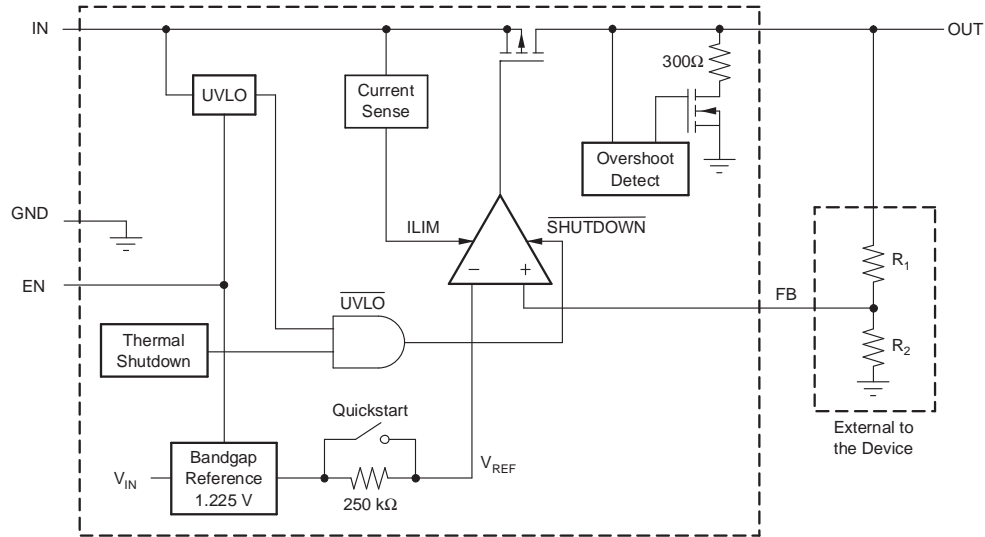 IN
OUT
300Ω
UVLO
Current
Sense
Overshoot
Detect
GND
ILIM
SHUTDOWN
EN
−
+
FB
R1
R2
UVLO
Thermal
Shutdown
External to
the Device
Quickstart
VIN
Bandgap
Reference
1.225 V
250 kΩ
VREF